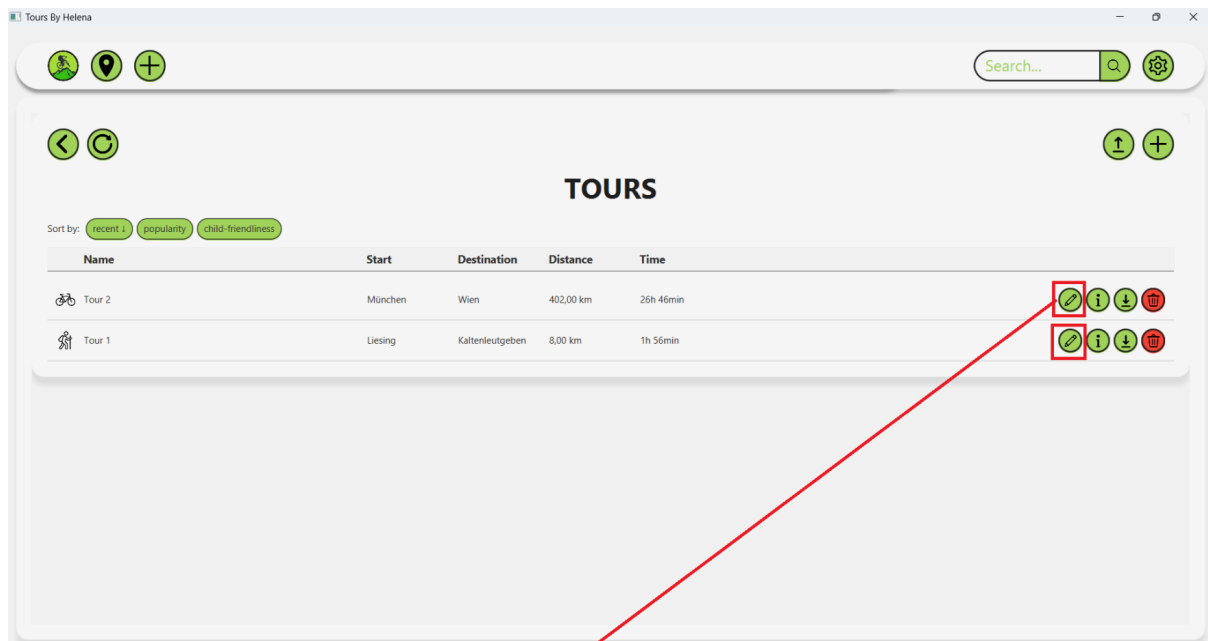 Tours By Helena
Search...
TOURS
Sort by: recent ↓ popularity child-friendliness
Name Start Destination Distance Time
Tour 2 München Wien 402,00 km 26h 46min
Tour 1 Liesing Kaltenleutgeben 8,00 km 1h 56min